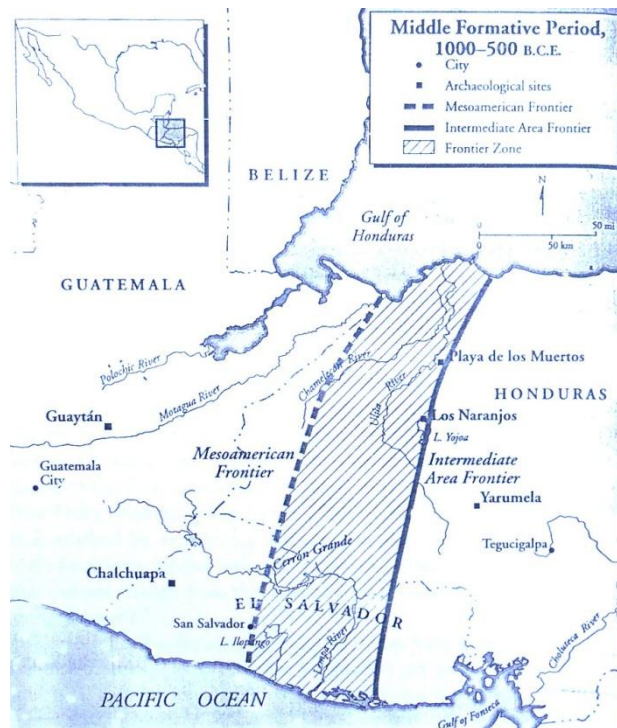 Middle Formative Period,
1000–500 B.C.E.
City
Archaeological sites
Mesoamerican Frontier
Intermediate Area Frontier
Frontier Zone
N
0 50 mi
0 50 km
BELIZE
Gulf of
Honduras
GUATEMALA
Polochic River
Motagua River
Chamelecón River
Ulúa River
Playa de los Muertos
HONDURAS
Guaytán
Los Naranjos
L. Yojoa
Mesoamerican
Frontier
Guatemala
City
Intermediate
Area Frontier
Yarumela
Tegucigalpa
Cerrón Grande
Chalchuapa
EL SALVADOR
San Salvador
L. Ilopango
Lempa River
Choluteca River
PACIFIC OCEAN
Gulf of Fonseca